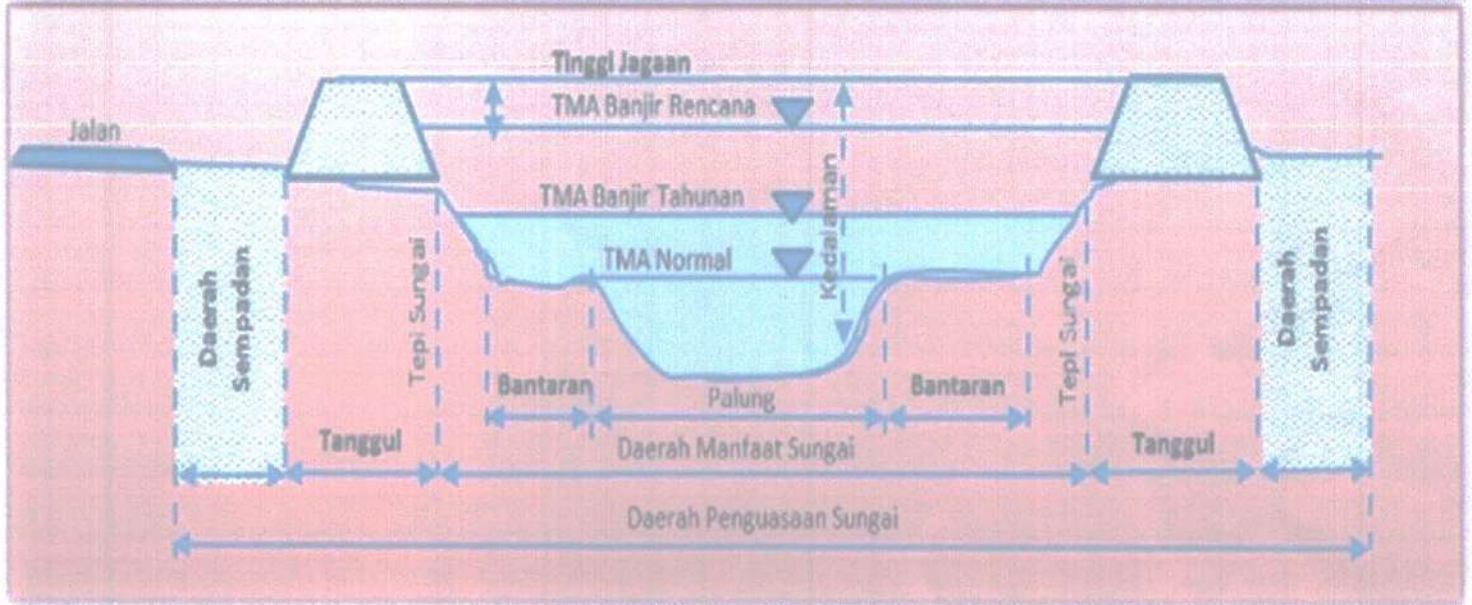 Tinggi Jagaan
TMA Banjir Rencana
Jalan
Kedalaman
TMA Banjir Tahunan
TMA Normal
Daerah
Sempadan
Tepi Sungai
Tepi Sungai
Daerah
Sempadan
Bantaran
Palung
Bantaran
Tanggul
Daerah Manfaat Sungai
Tanggul
Daerah Penguasaan Sungai